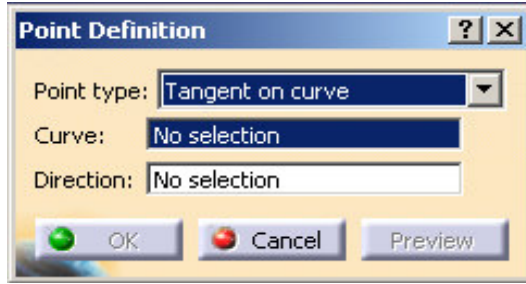 Point Definition
Point type: Tangent on curve
Curve: No selection
Direction: No selection
OK Cancel Preview